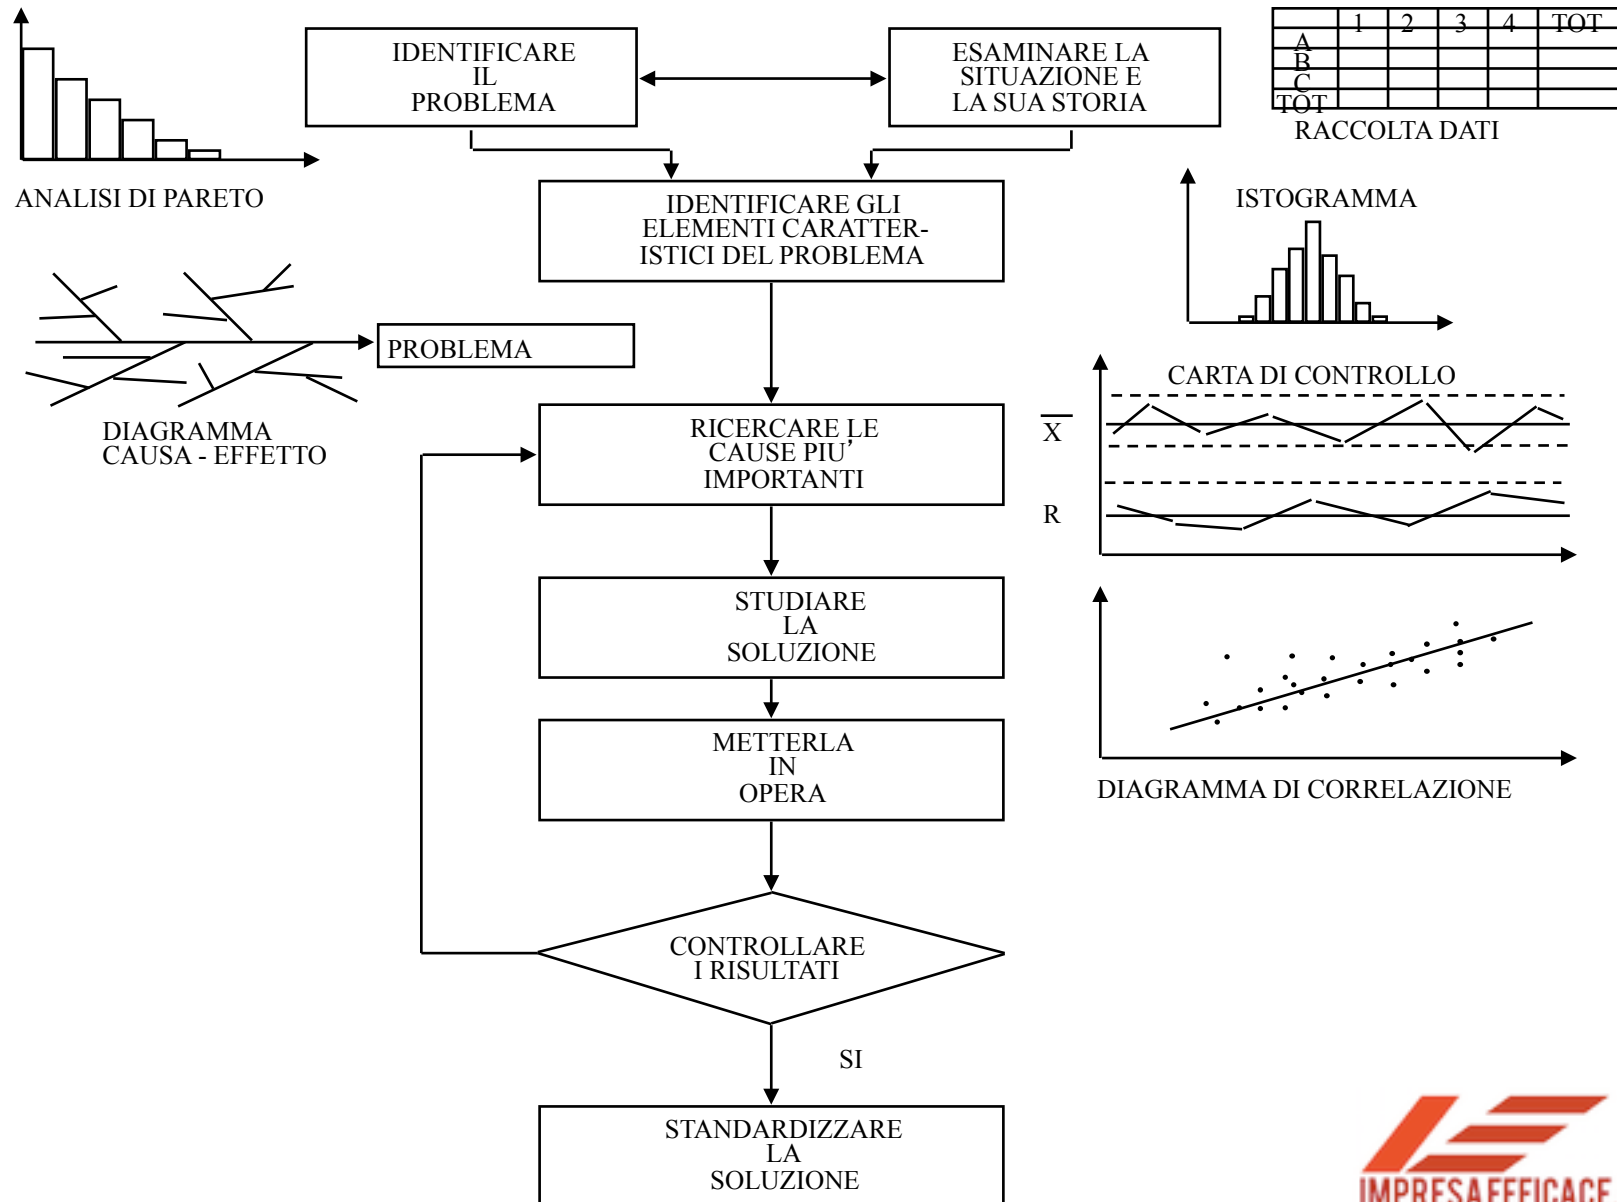 IDENTIFICARE
IL
PROBLEMA
ESAMINARE LA
SITUAZIONE E
LA SUA STORIA
1 2 3 4 TOT
A
B
C
TOT
RACCOLTA DATI
ANALISI DI PARETO
IDENTIFICARE GLI
ELEMENTI CARATTER-
ISTICI DEL PROBLEMA
ISTOGRAMMA
PROBLEMA
DIAGRAMMA
CAUSA - EFFETTO
RICERCARE LE
CAUSE PIU'
IMPORTANTI
CARTA DI CONTROLLO
X
R
STUDIARE
LA
SOLUZIONE
METTERLA
IN
OPERA
DIAGRAMMA DI CORRELAZIONE
CONTROLLARE
I RISULTATI
SI
STANDARDIZZARE
LA
SOLUZIONE
IMPRESA EFFICACE